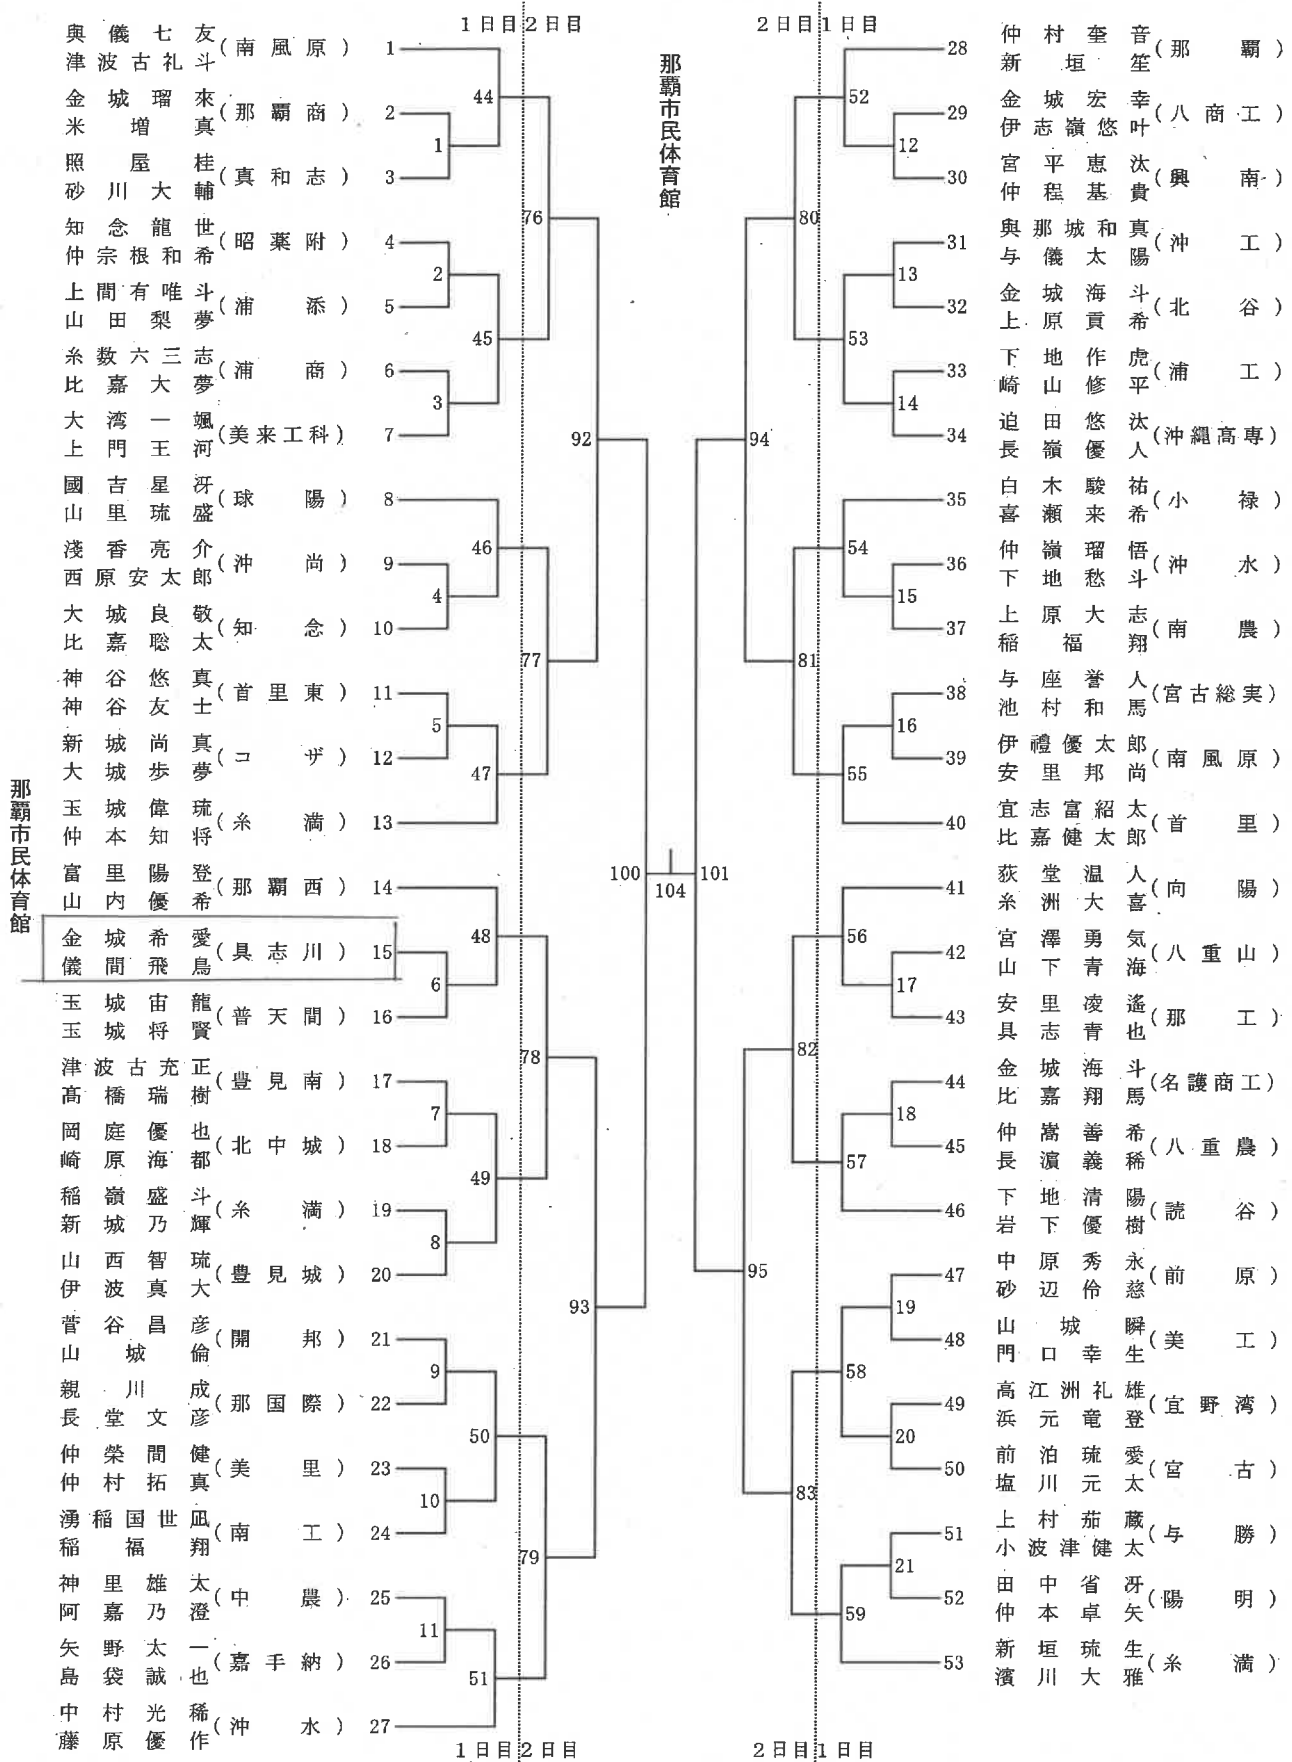 1日目 2日目
那覇市民体育館
與儀七友
津波古礼斗
(南風原) 1
金城瑠來
米増真
(那覇商) 2
照屋桂
砂川大輔
(真和志) 3
知念龍世
仲宗根和希
(昭薬附) 4
上間有唯斗
山田梨夢
(浦添) 5
糸数六三志
比嘉大夢
(浦商) 6
大湾一颯
上門王河
(美来工科) 7
國吉星冴
山里琉盛
(球陽) 8
淺香亮介
西原安太郎
(沖尚) 9
大城良敬
比嘉聡太
(知念) 10
神谷悠真
神谷友士
(首里東) 11
新城尚真
大城歩夢
(コザ) 12
玉城偉琉
仲本知将
(糸満) 13
富里陽登
山内優希
(那覇西) 14
金城希愛
儀間飛鳥
(具志川) 15
玉城宙龍
玉城将賢
(普天間) 16
津波古充正
髙橋瑞樹
(豊見南) 17
岡庭優也
崎原海都
(北中城) 18
稲嶺盛斗
新城乃輝
(糸満) 19
山西智琉
伊波真大
(豊見城) 20
菅谷昌彦
山城倫
(開邦) 21
親川成
長堂文彦
(那国際) 22
仲榮間健
仲村拓真
(美里) 23
湧稲国世凪
稲福翔
(南工) 24
神里雄太
阿嘉乃澄
(中農) 25
矢野太一
島袋誠也
(嘉手納) 26
中村光稀
藤原優作
(沖水) 27
1
2
3
4
5
6
7
8
9
10
11
44
45
46
47
48
49
50
51
76
77
78
79
92
93
100
104
101
1日目 2日目
那覇市民体育館
2日目 1日目
28 仲村奎音
新垣笙
(那覇)
29 金城宏幸
伊志嶺悠叶
(八商工)
30 宮平恵汰
仲程基貴
(興南)
31 與那城和真
与儀太陽
(沖工)
32 金城海斗
上原貢希
(北谷)
33 下地作虎
崎山修平
(浦工)
34 追田悠汰
長嶺優人
(沖縄高専)
35 白木駿祐
喜瀬来希
(小禄)
36 仲嶺瑠悟
下地愁斗
(沖水)
37 上原大志
稲福翔
(南農)
38 与座誉人
池村和馬
(宮古総実)
39 伊禮優太郎
安里邦尚
(南風原)
40 宜志富紹太
比嘉健太郎
(首里)
41 荻堂温人
糸洲大喜
(向陽)
42 宮澤勇気
山下青海
(八重山)
43 安里凌遙
具志青也
(那工)
44 金城海斗
比嘉翔馬
(名護商工)
45 仲嵩善希
長濵義稀
(八重農)
46 下地清陽
岩下優樹
(読谷)
47 中原秀永
砂辺伶慈
(前原)
48 山城瞬
門口幸生
(美工)
49 高江洲礼雄
浜元竜登
(宜野湾)
50 前泊琉愛
塩川元太
(宮古)
51 上村茄蔵
小波津健太
(与勝)
52 田中省冴
仲本卓矢
(陽明)
53 新垣琉生
濱川大雅
(糸満)
12
13
14
15
16
17
18
19
20
21
52
53
54
55
56
57
58
59
80
81
82
83
94
95
2日目 1日目